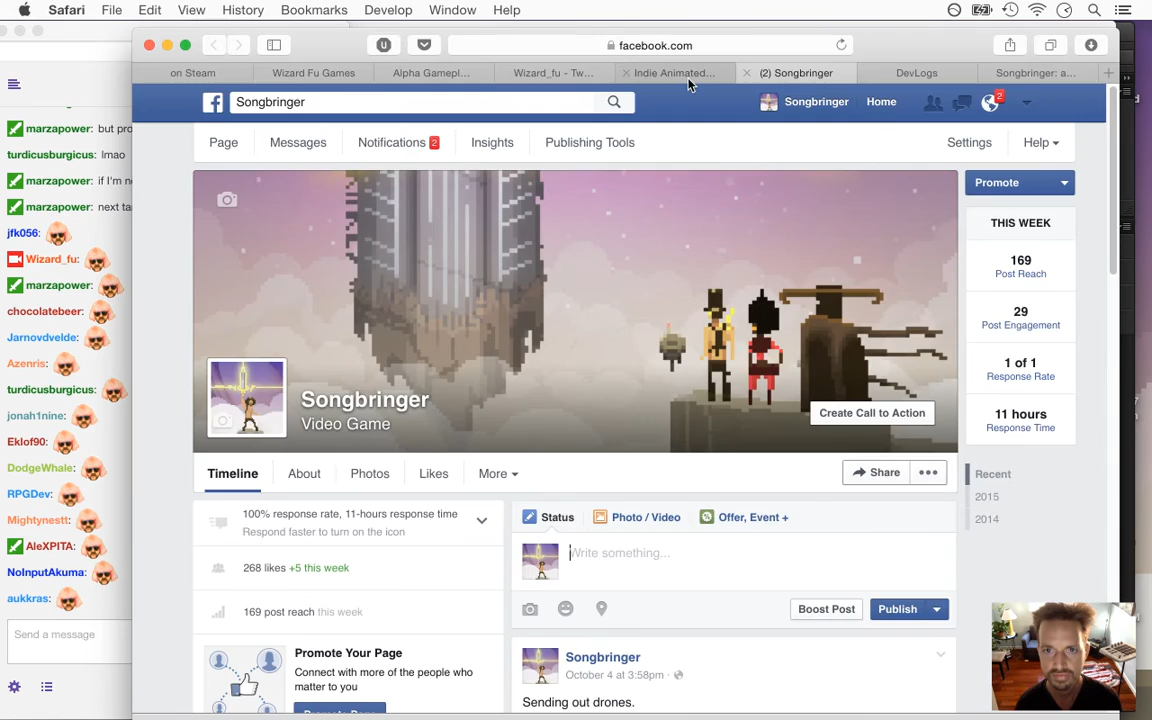 Safari File Edit View History Bookmarks Develop Window Help
facebook.com
on Steam Wizard Fu Games Alpha Gamepl... Wizard_fu - Tw... Indie Animated... (2) Songbringer DevLogs Songbringer: a...
Songbringer
Songbringer Home 2
Page Messages Notifications 2 Insights Publishing Tools Settings Help
Promote
THIS WEEK
169
Post Reach
29
Post Engagement
1 of 1
Response Rate
11 hours
Response Time
Recent
2015
2014
Songbringer
Video Game
Create Call to Action
Timeline About Photos Likes More
Share
100% response rate, 11-hours response time
Respond faster to turn on the icon
268 likes +5 this week
169 post reach this week
Promote Your Page
Connect with more of the people who
matter to you
Status Photo / Video Offer, Event +
Write something...
Boost Post Publish
Songbringer
October 4 at 3:58pm
Sending out drones.
marzapower: but pro
turdicusburgicus: lmao
marzapower: if I'm n
marzapower: next ta
jfk056:
Wizard_fu:
marzapower:
chocolatebeer:
Jarnovdvelde:
Azenris:
turdicusburgicus:
jonah1nine:
Eklof90:
DodgeWhale:
RPGDev:
Mightynestt:
AleXPITA:
NoInputAkuma:
aukkras:
Send a message